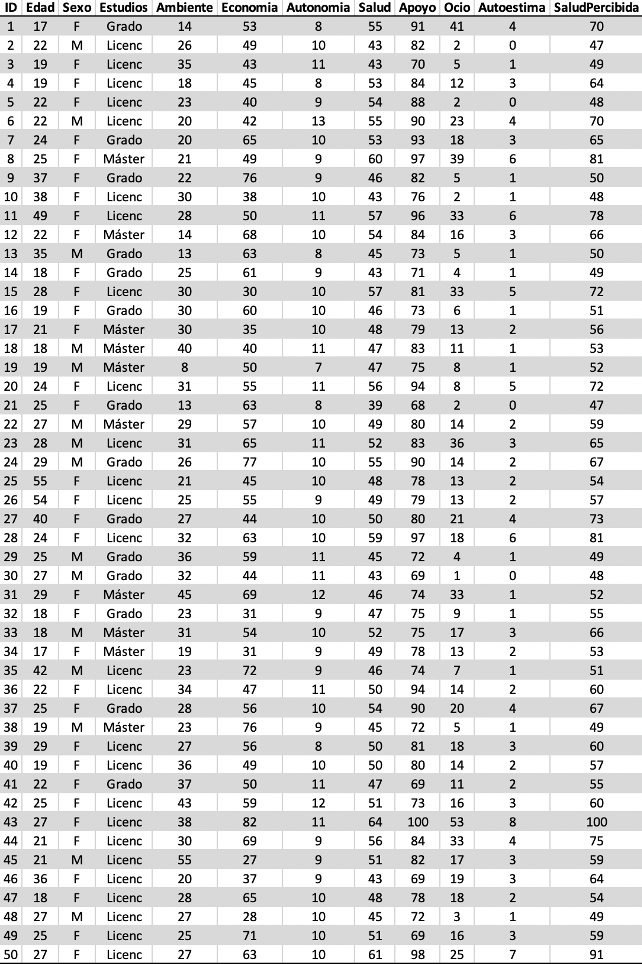 ID Edad Sexo Estudios Ambiente Economia Autonomia Salud Apoyo Ocio Autoestima SaludPercibida
1 17 F Grado 14 53 8 55 91 41 4 70
2 22 M Licenc 26 49 10 43 82 2 0 47
3 19 F Licenc 35 43 11 43 70 5 1 49
4 19 F Licenc 18 45 8 53 84 12 3 64
5 22 F Licenc 23 40 9 54 88 2 0 48
6 22 M Licenc 20 42 13 55 90 23 4 70
7 24 F Grado 20 65 10 53 93 18 3 65
8 25 F Máster 21 49 9 60 97 39 6 81
9 37 F Grado 22 76 9 46 82 5 1 50
10 38 F Licenc 30 38 10 43 76 2 1 48
11 49 F Licenc 28 50 11 57 96 33 6 78
12 22 F Máster 14 68 10 54 84 16 3 66
13 35 M Grado 13 63 8 45 73 5 1 50
14 18 F Grado 25 61 9 43 71 4 1 49
15 28 F Licenc 30 30 10 57 81 33 5 72
16 19 F Grado 30 60 10 46 73 6 1 51
17 21 F Máster 30 35 10 48 79 13 2 56
18 18 M Máster 40 40 11 47 83 11 1 53
19 19 M Máster 8 50 7 47 75 8 1 52
20 24 F Licenc 31 55 11 56 94 8 5 72
21 25 F Grado 13 63 8 39 68 2 0 47
22 27 M Máster 29 57 10 49 80 14 2 59
23 28 M Licenc 31 65 11 52 83 36 3 65
24 29 M Grado 26 77 10 55 90 14 2 67
25 55 F Licenc 21 45 10 48 78 13 2 54
26 54 F Licenc 25 55 9 49 79 13 2 57
27 40 F Grado 27 44 10 50 80 21 4 73
28 24 F Licenc 32 63 10 59 97 18 6 81
29 25 M Grado 36 59 11 45 72 4 1 49
30 27 M Grado 32 44 11 43 69 1 0 48
31 29 F Máster 45 69 12 46 74 33 1 52
32 18 F Grado 23 31 9 47 75 9 1 55
33 18 M Máster 31 54 10 52 75 17 3 66
34 17 F Máster 19 31 9 49 78 13 2 53
35 42 M Licenc 23 72 9 46 74 7 1 51
36 22 F Licenc 34 47 11 50 94 14 2 60
37 25 F Grado 28 56 10 54 90 20 4 67
38 19 M Máster 23 76 9 45 72 5 1 49
39 29 F Licenc 27 56 8 50 81 18 3 60
40 19 F Licenc 36 49 10 50 80 14 2 57
41 22 F Grado 37 50 11 47 69 11 2 55
42 25 F Licenc 43 59 12 51 73 16 3 60
43 27 F Licenc 38 82 11 64 100 53 8 100
44 21 F Licenc 30 69 9 56 84 33 4 75
45 21 M Licenc 55 27 9 51 82 17 3 59
46 36 F Licenc 20 37 9 43 69 19 3 64
47 18 F Licenc 28 65 10 48 78 18 2 54
48 27 M Licenc 27 28 10 45 72 3 1 49
49 25 F Licenc 25 71 10 51 69 16 3 59
50 27 F Licenc 27 63 10 61 98 25 7 91